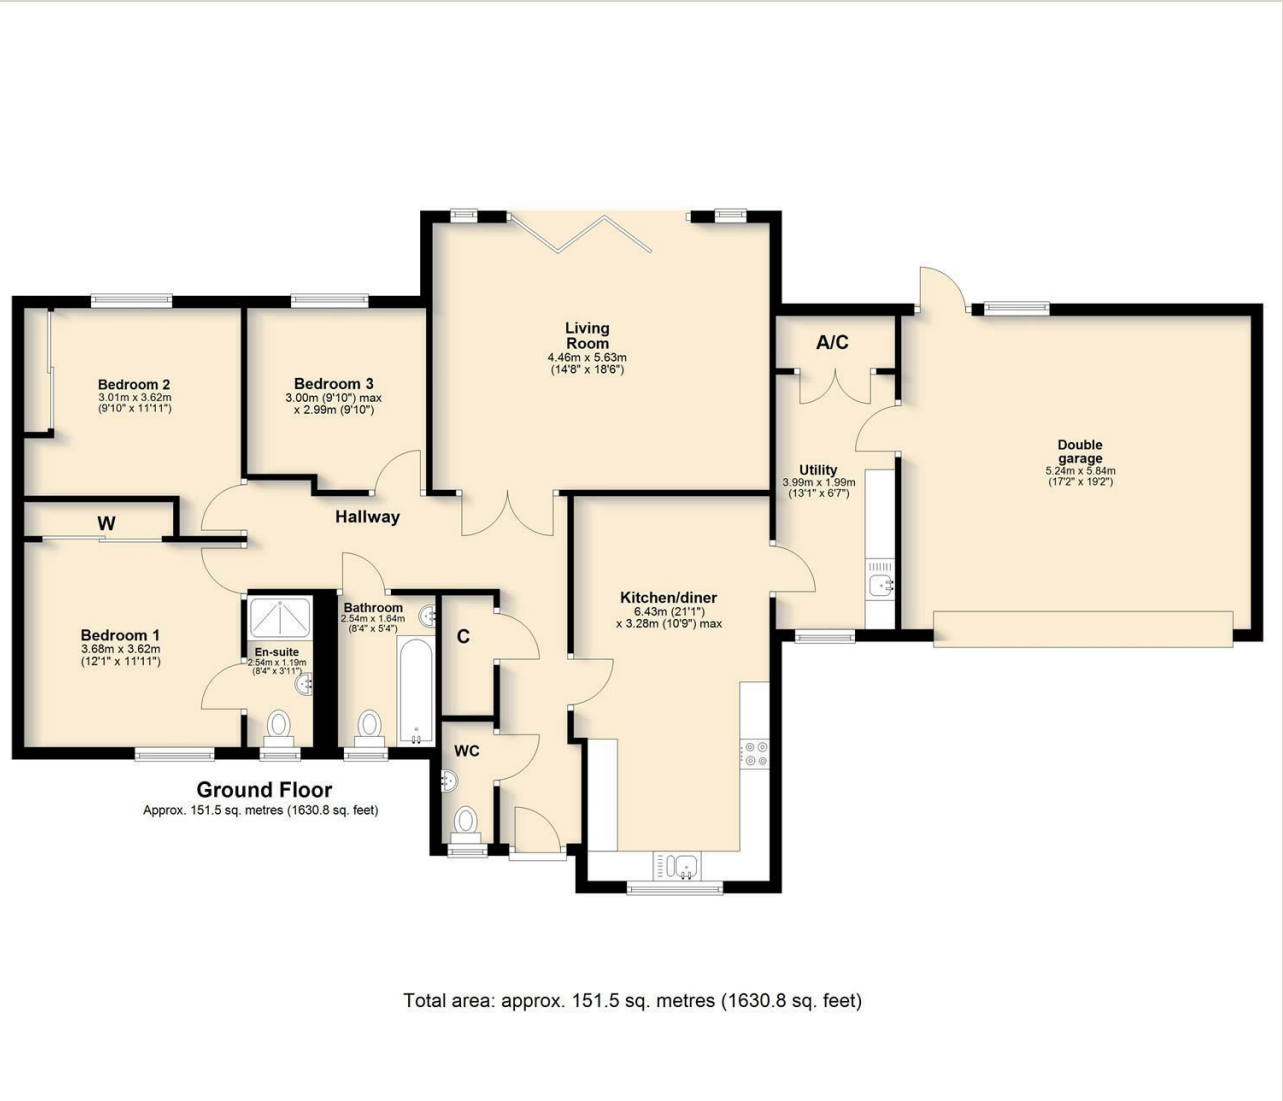 Living
Room
4.46m x 5.63m
(14'8" x 18'6")
A/C
Bedroom 2
3.01m x 3.62m
(9'10" x 11'11")
Bedroom 3
3.00m (9'10") max
x 2.99m (9'10")
Double
garage
5.24m x 5.84m
(17'2" x 19'2")
Utility
3.99m x 1.99m
(13'1" x 6'7")
W
Hallway
Kitchen/diner
6.43m (21'1")
x 3.28m (10'9") max
Bathroom
2.54m x 1.64m
(8'4" x 5'4")
C
Bedroom 1
3.68m x 3.62m
(12'1" x 11'11")
En-suite
2.54m x 1.19m
(8'4" x 3'11")
WC
Ground Floor
Approx. 151.5 sq. metres (1630.8 sq. feet)
Total area: approx. 151.5 sq. metres (1630.8 sq. feet)